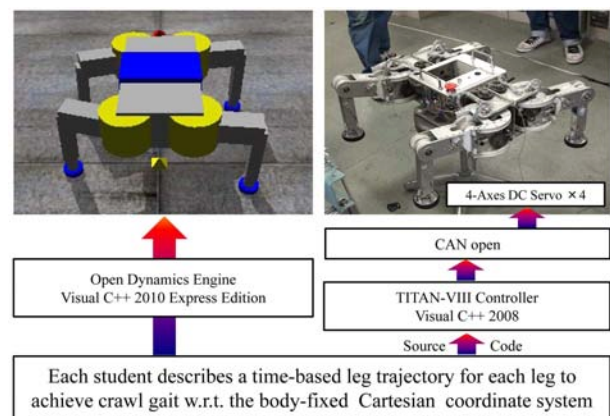 4-Axes DC Servo × 4
CAN open
Open Dynamics Engine
Visual C++ 2010 Express Edition
TITAN-VIII Controller
Visual C++ 2008
Source Code
Each student describes a time-based leg trajectory for each leg to
achieve crawl gait w.r.t. the body-fixed Cartesian coordinate system